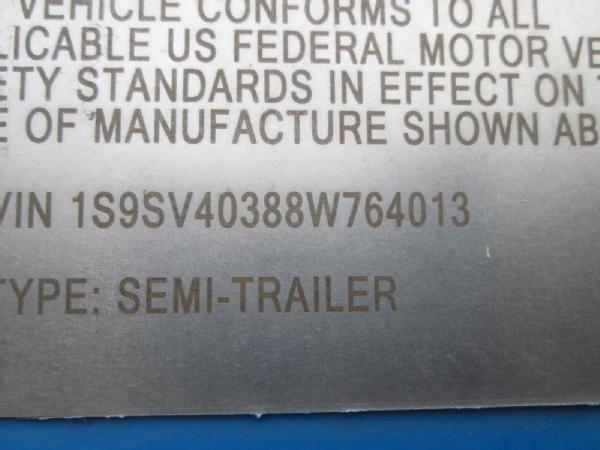 VEHICLE CONFORMS TO ALL
LICABLE US FEDERAL MOTOR VE
ETY STANDARDS IN EFFECT ON T
E OF MANUFACTURE SHOWN AB
VIN 1S9SV40388W764013
TYPE: SEMI-TRAILER